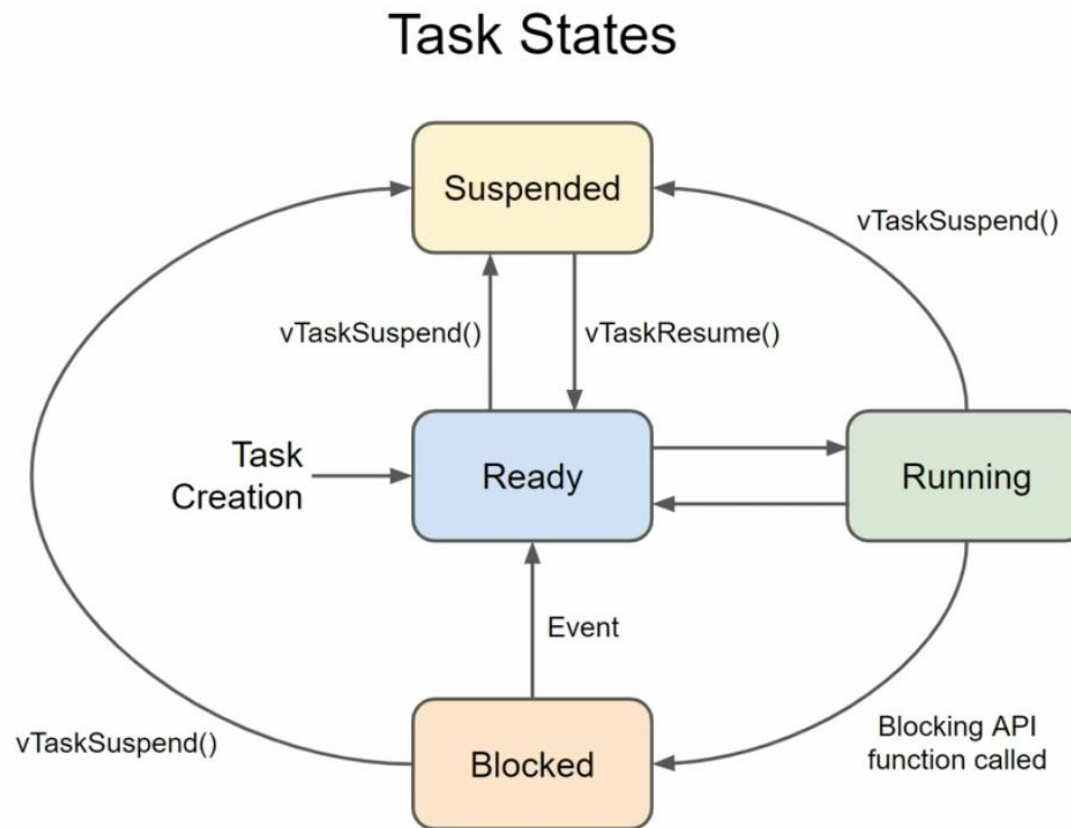 Task States
Suspended
vTaskSuspend()
vTaskSuspend()
vTaskResume()
Task
Creation
Ready
Running
Event
vTaskSuspend()
Blocked
Blocking API
function called